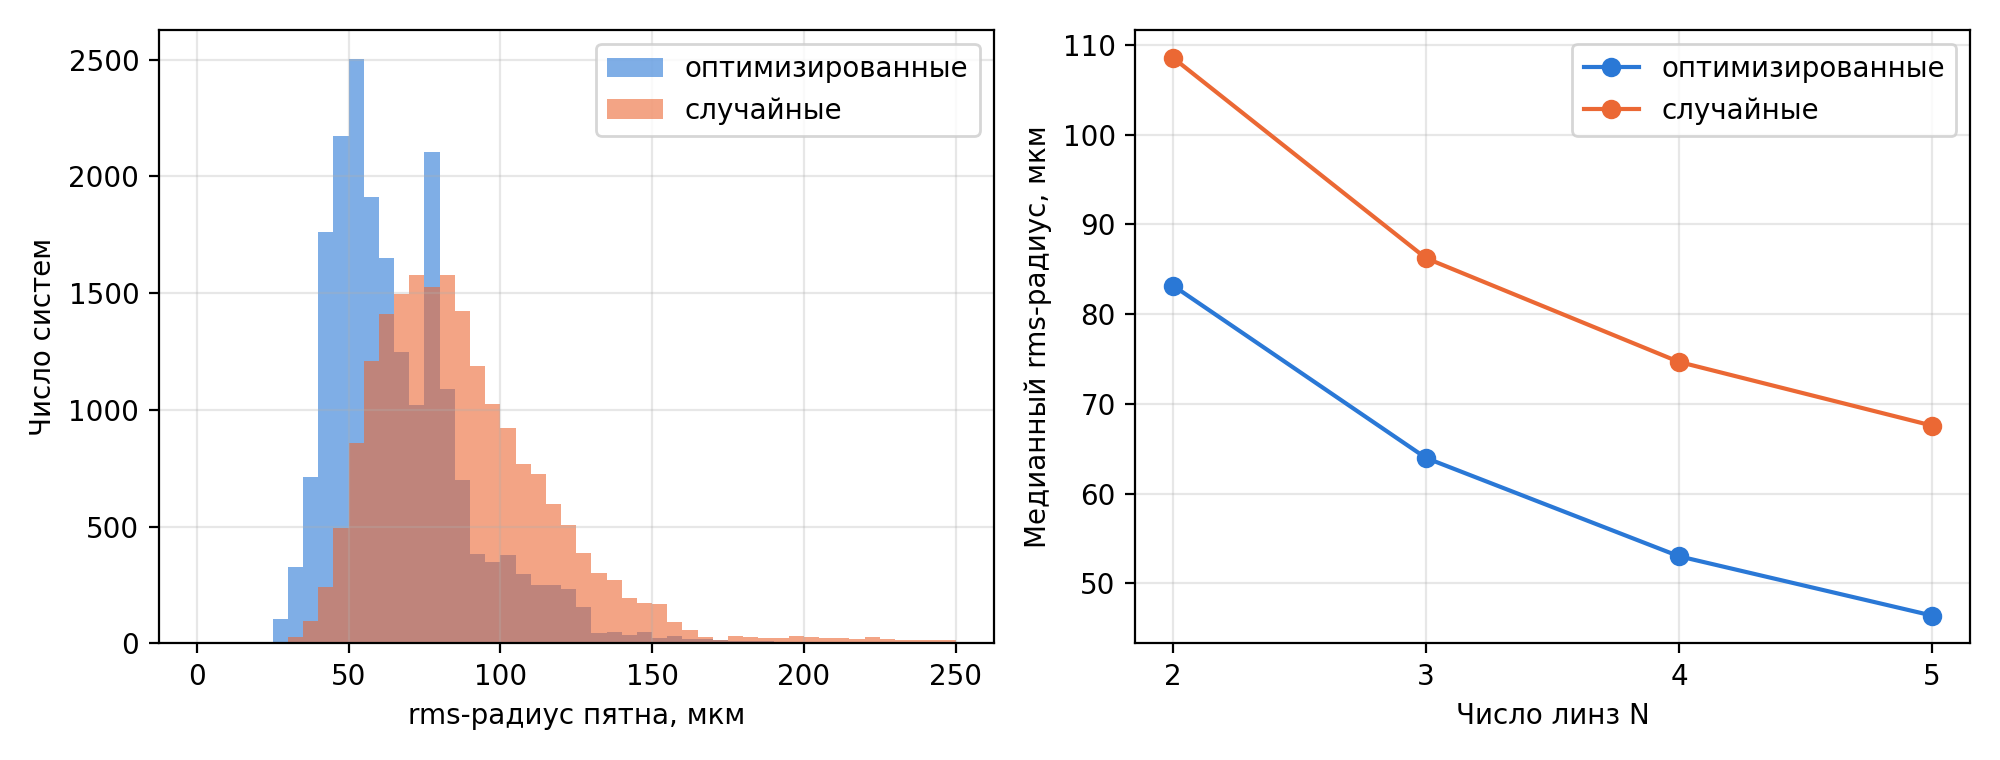 оптимизированные
случайные
2500
2000
1500
1000
500
0
0 50 100 150 200 250
Число систем
rms-радиус пятна, мкм
оптимизированные
случайные
110
100
90
80
70
60
50
2 3 4 5
Медианный rms-радиус, мкм
Число линз N